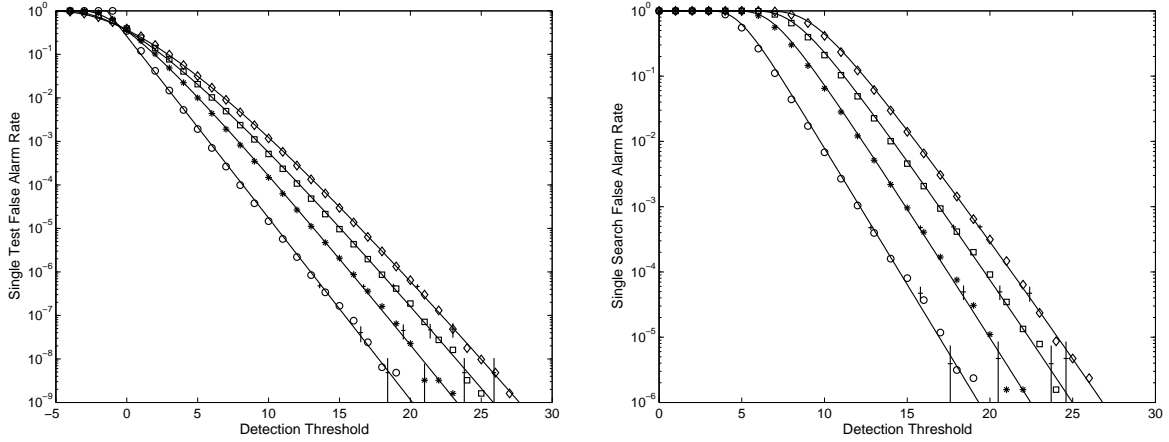 10^0
10^-1
10^-2
10^-3
10^-4
10^-5
10^-6
10^-7
10^-8
10^-9
Single Test False Alarm Rate
-5 0 5 10 15 20 25 30
Detection Threshold
10^0
10^-1
10^-2
10^-3
10^-4
10^-5
10^-6
Single Search False Alarm Rate
0 5 10 15 20 25 30
Detection Threshold